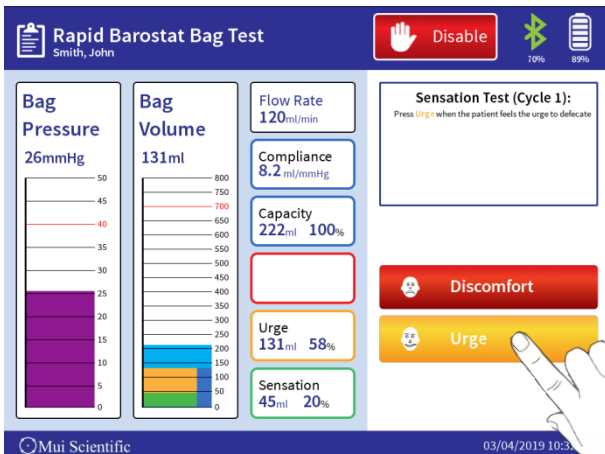 Rapid Barostat Bag Test
Smith, John
Disable
70%
89%
Bag
Pressure
26mmHg
50
45
40
35
30
25
20
15
10
5
0
Bag
Volume
131ml
800
750
700
650
600
550
500
450
400
350
300
250
200
150
100
50
0
Flow Rate
120ml/min
Compliance
8.2 ml/mmHg
Capacity
222ml 100%
Urge
131ml 58%
Sensation
45ml 20%
Sensation Test (Cycle 1):
Press Urge when the patient feels the urge to defecate
Discomfort
Urge
Mui Scientific
03/04/2019